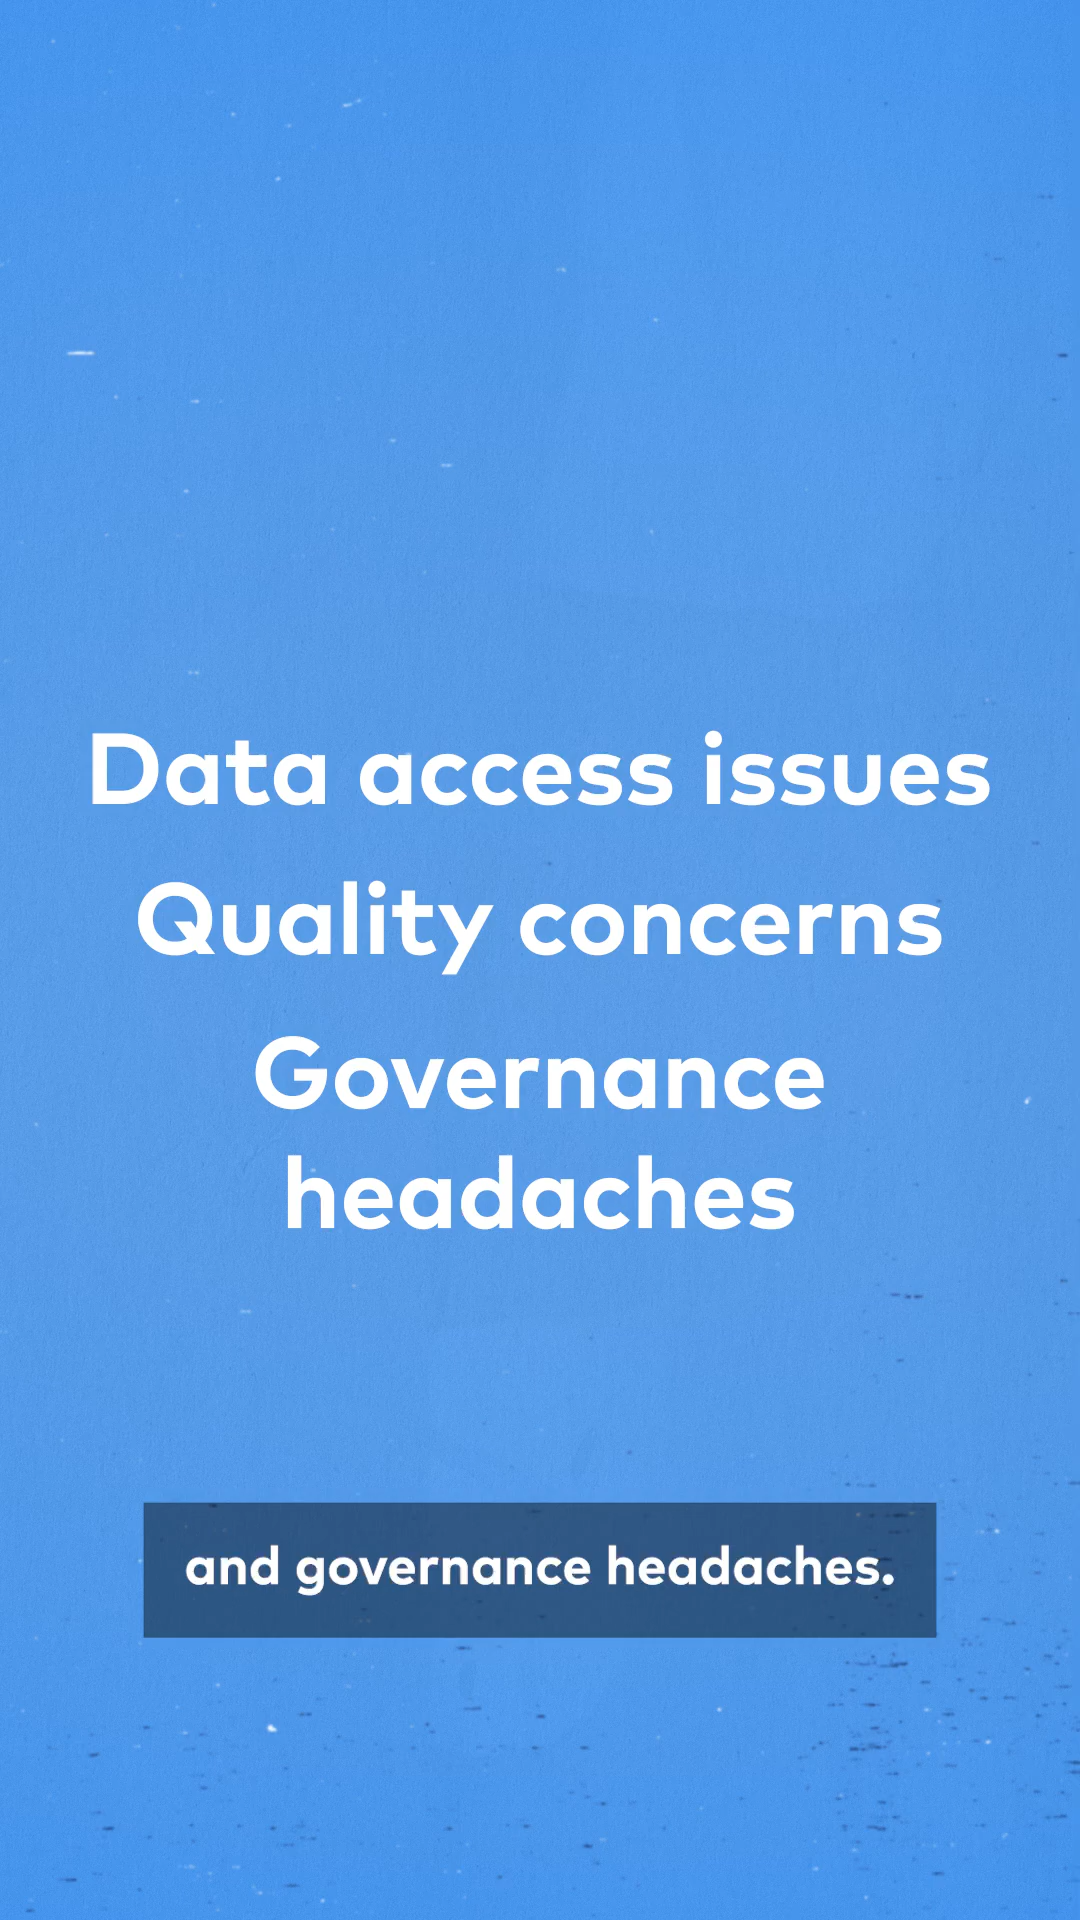 Data access issues
Quality concerns
Governance
headaches
and governance headaches.